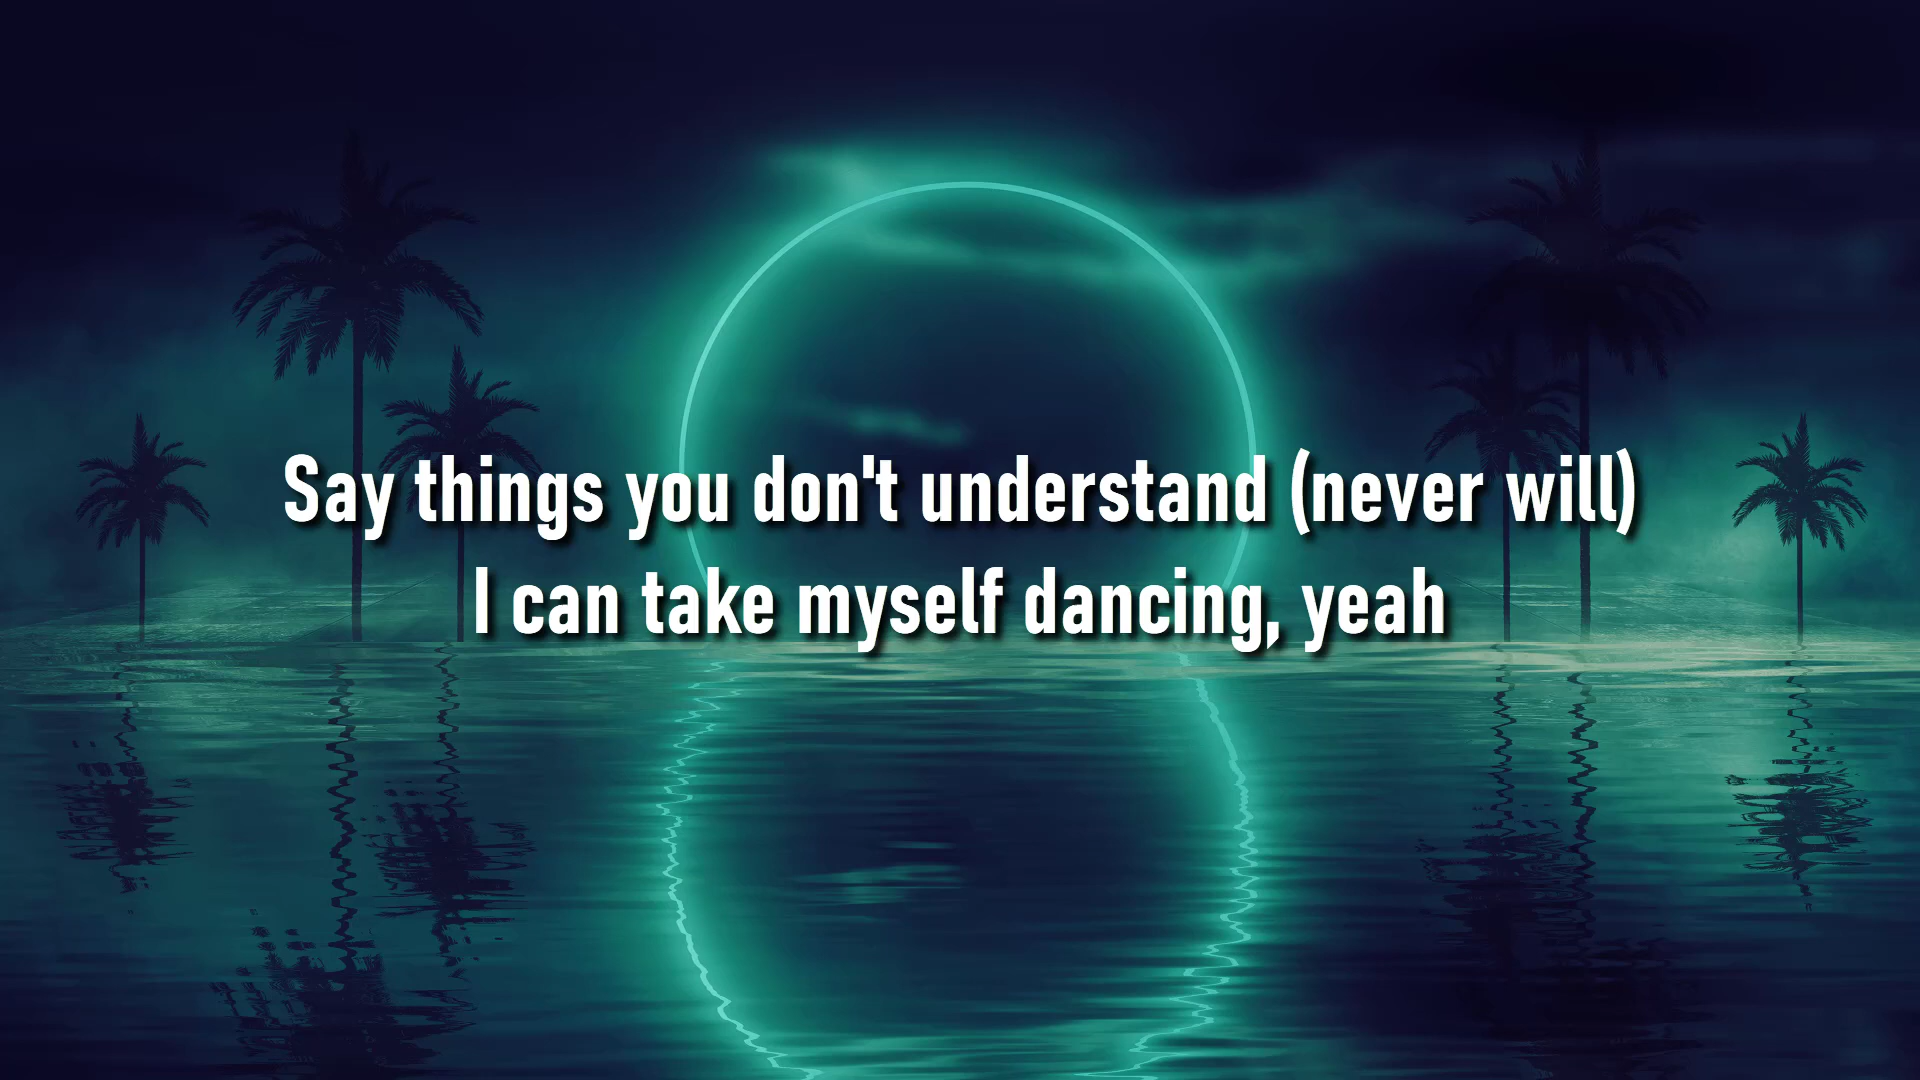 Say things you don't understand (never will)
I can take myself dancing, yeah